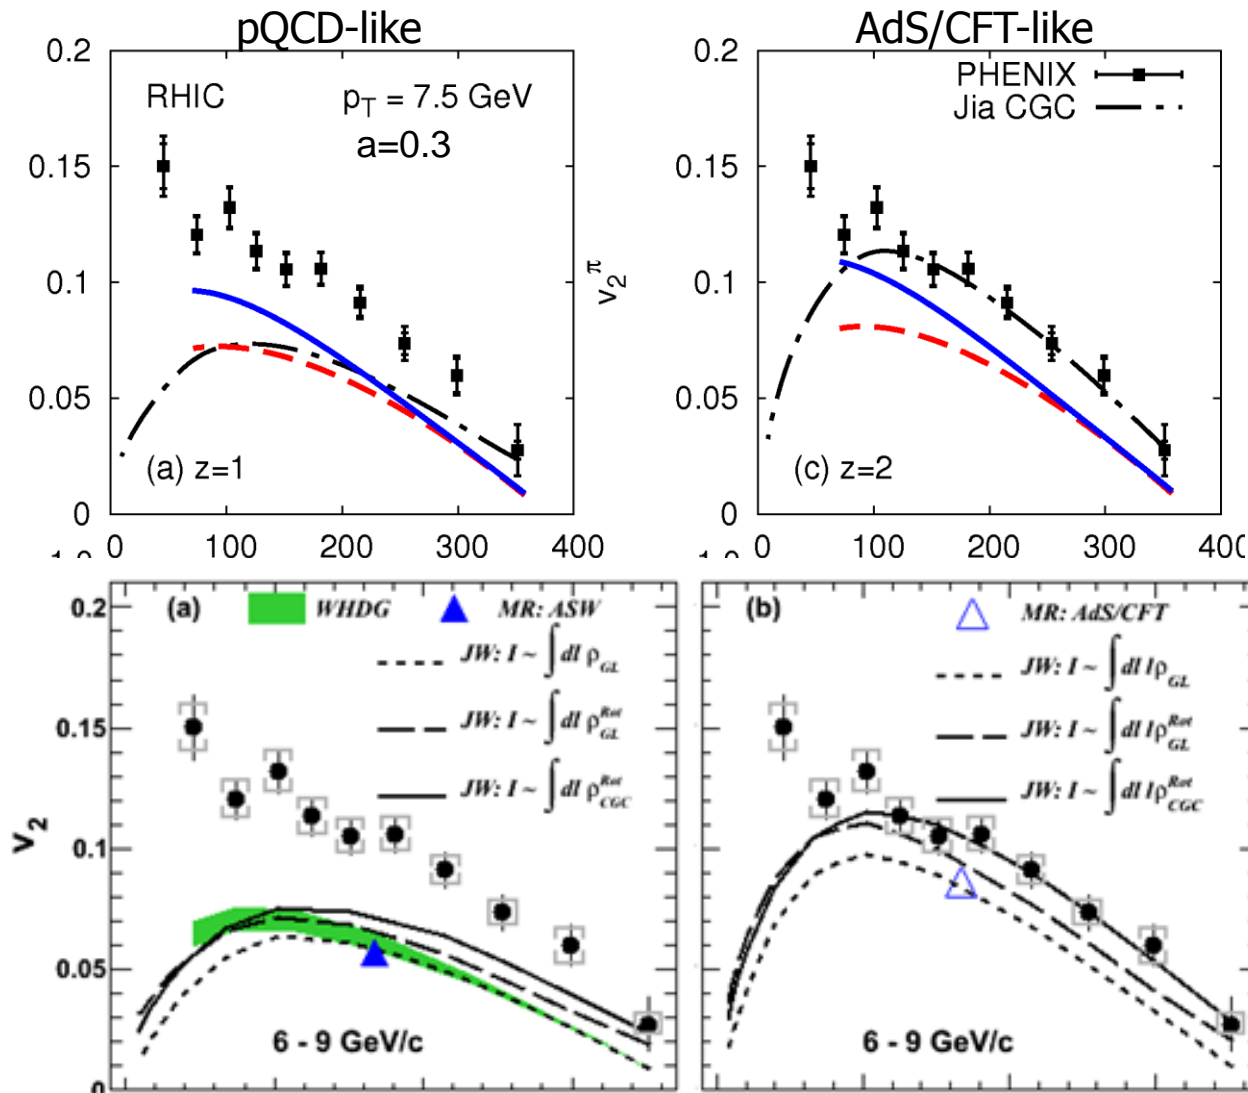 pQCD-like
AdS/CFT-like
0.2
RHIC
p_T = 7.5 GeV
a=0.3
0.15
0.1
0.05
(a) z=1
0
0 100 200 300 400
0.2
PHENIX
Jia CGC
0.15
0.1
v_2^π
0.05
(c) z=2
0
0 100 200 300 400
0.2
(a)
WHDG
MR: ASW
JW: I ~ ∫ dl ρ_GL
JW: I ~ ∫ dl ρ_GL^Rot
JW: I ~ ∫ dl ρ_CGC^Rot
0.15
0.1
v_2
0.05
6 - 9 GeV/c
(b)
MR: AdS/CFT
JW: I ~ ∫ dl lρ_GL
JW: I ~ ∫ dl lρ_GL^Rot
JW: I ~ ∫ dl lρ_CGC^Rot
6 - 9 GeV/c